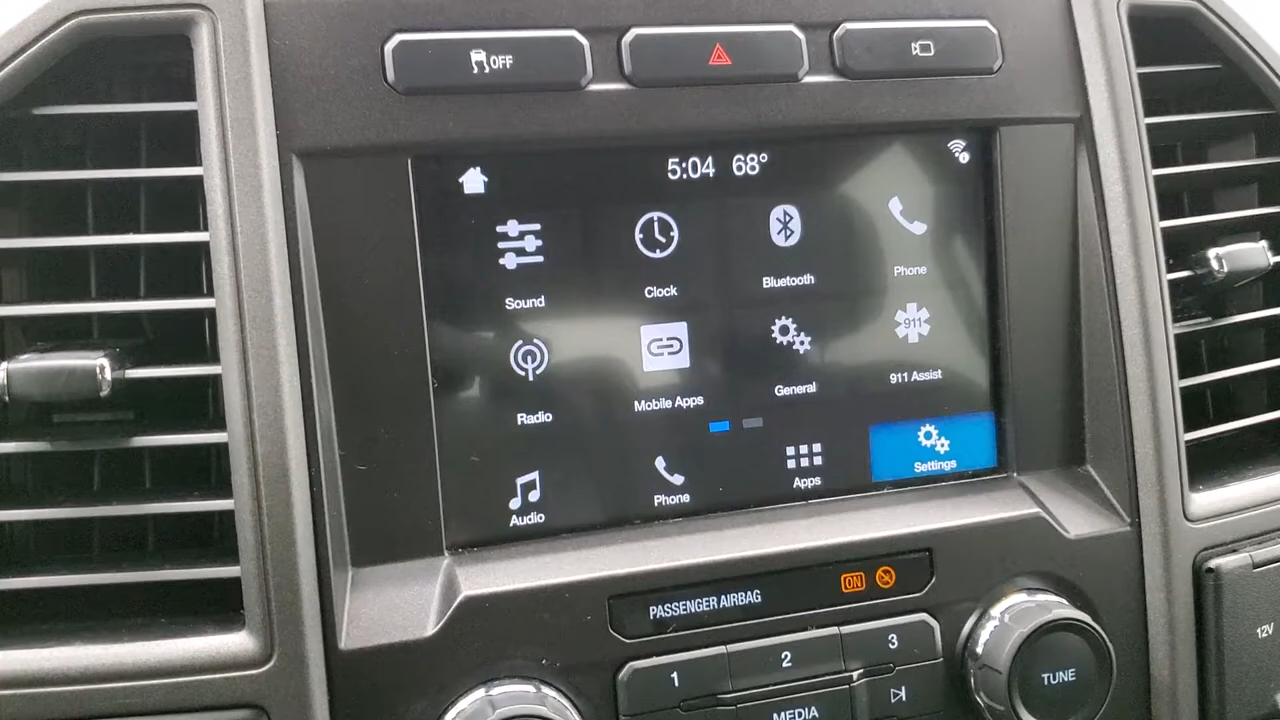 OFF
5:04 68°
Sound
Clock
Bluetooth
Phone
Radio
Mobile Apps
General
911
911 Assist
Audio
Phone
Apps
Settings
PASSENGER AIRBAG
ON
1
2
3
MEDIA
TUNE
12V